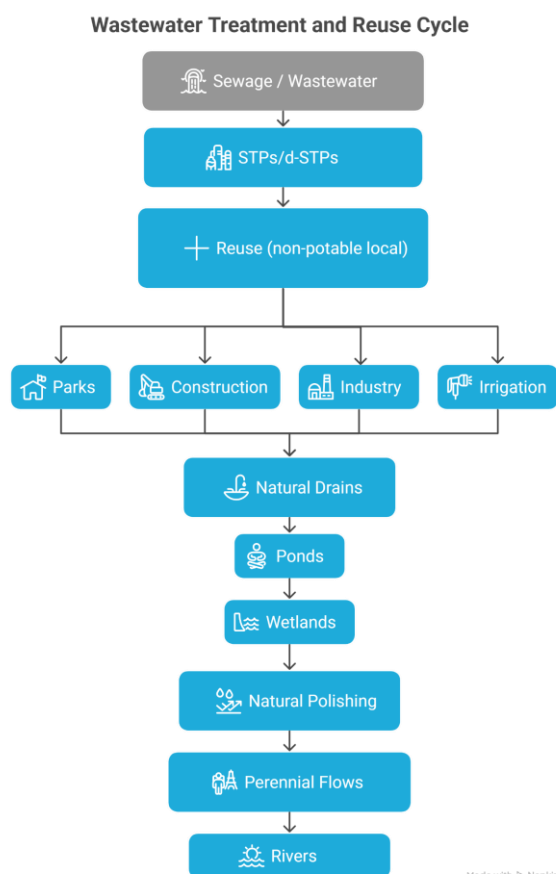 Wastewater Treatment and Reuse Cycle
Sewage / Wastewater
STPs/d-STPs
Reuse (non-potable local)
Parks
Construction
Industry
Irrigation
Natural Drains
Ponds
Wetlands
Natural Polishing
Perennial Flows
Rivers